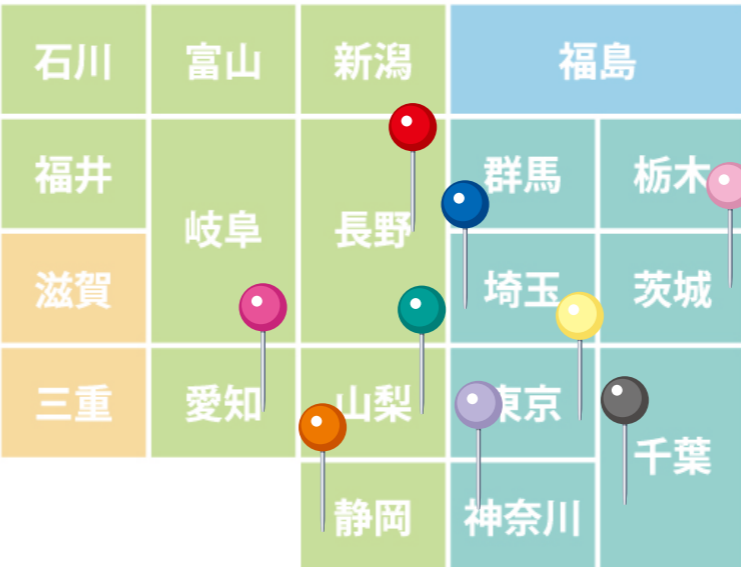 石川
富山
新潟
福島
福井
岐阜
長野
群馬
栃木
滋賀
埼玉
茨城
三重
愛知
山梨
東京
千葉
静岡
神奈川